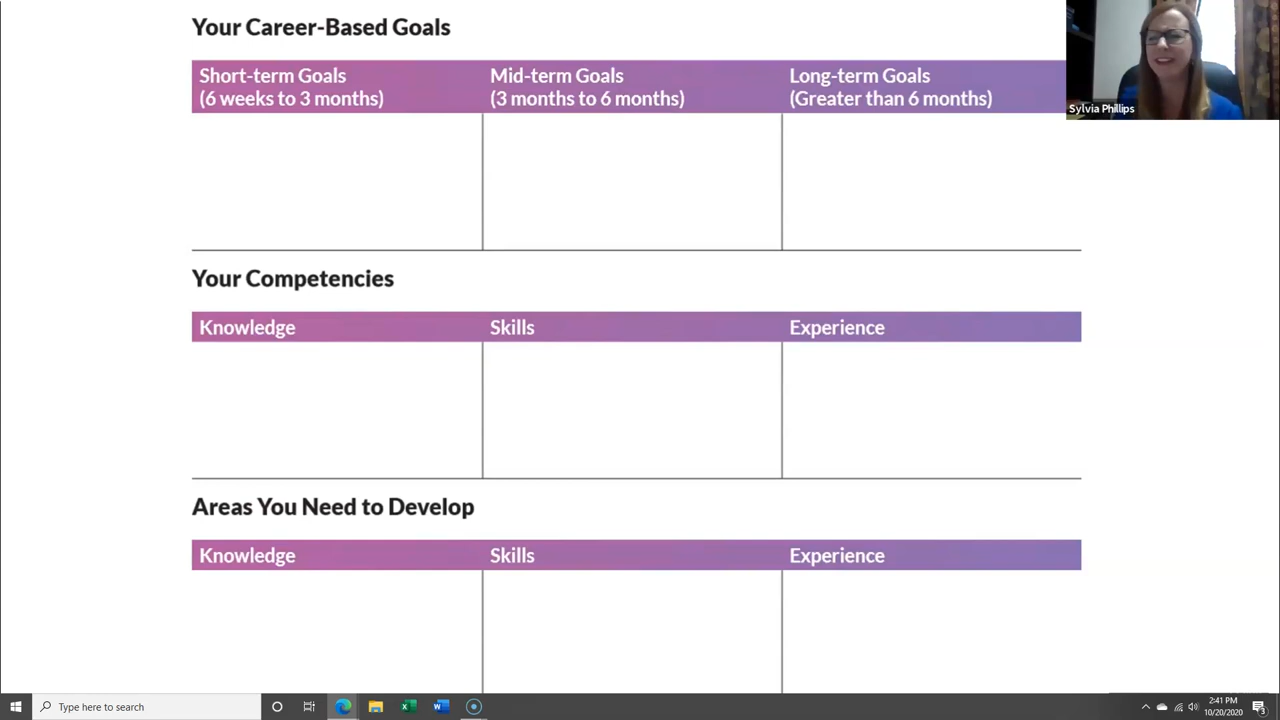 Your Career-Based Goals
Short-term Goals
(6 weeks to 3 months)
Mid-term Goals
(3 months to 6 months)
Long-term Goals
(Greater than 6 months)
Sylvia Phillips
Your Competencies
Knowledge
Skills
Experience
Areas You Need to Develop
Knowledge
Skills
Experience
Type here to search
2:41 PM
10/20/2020
3